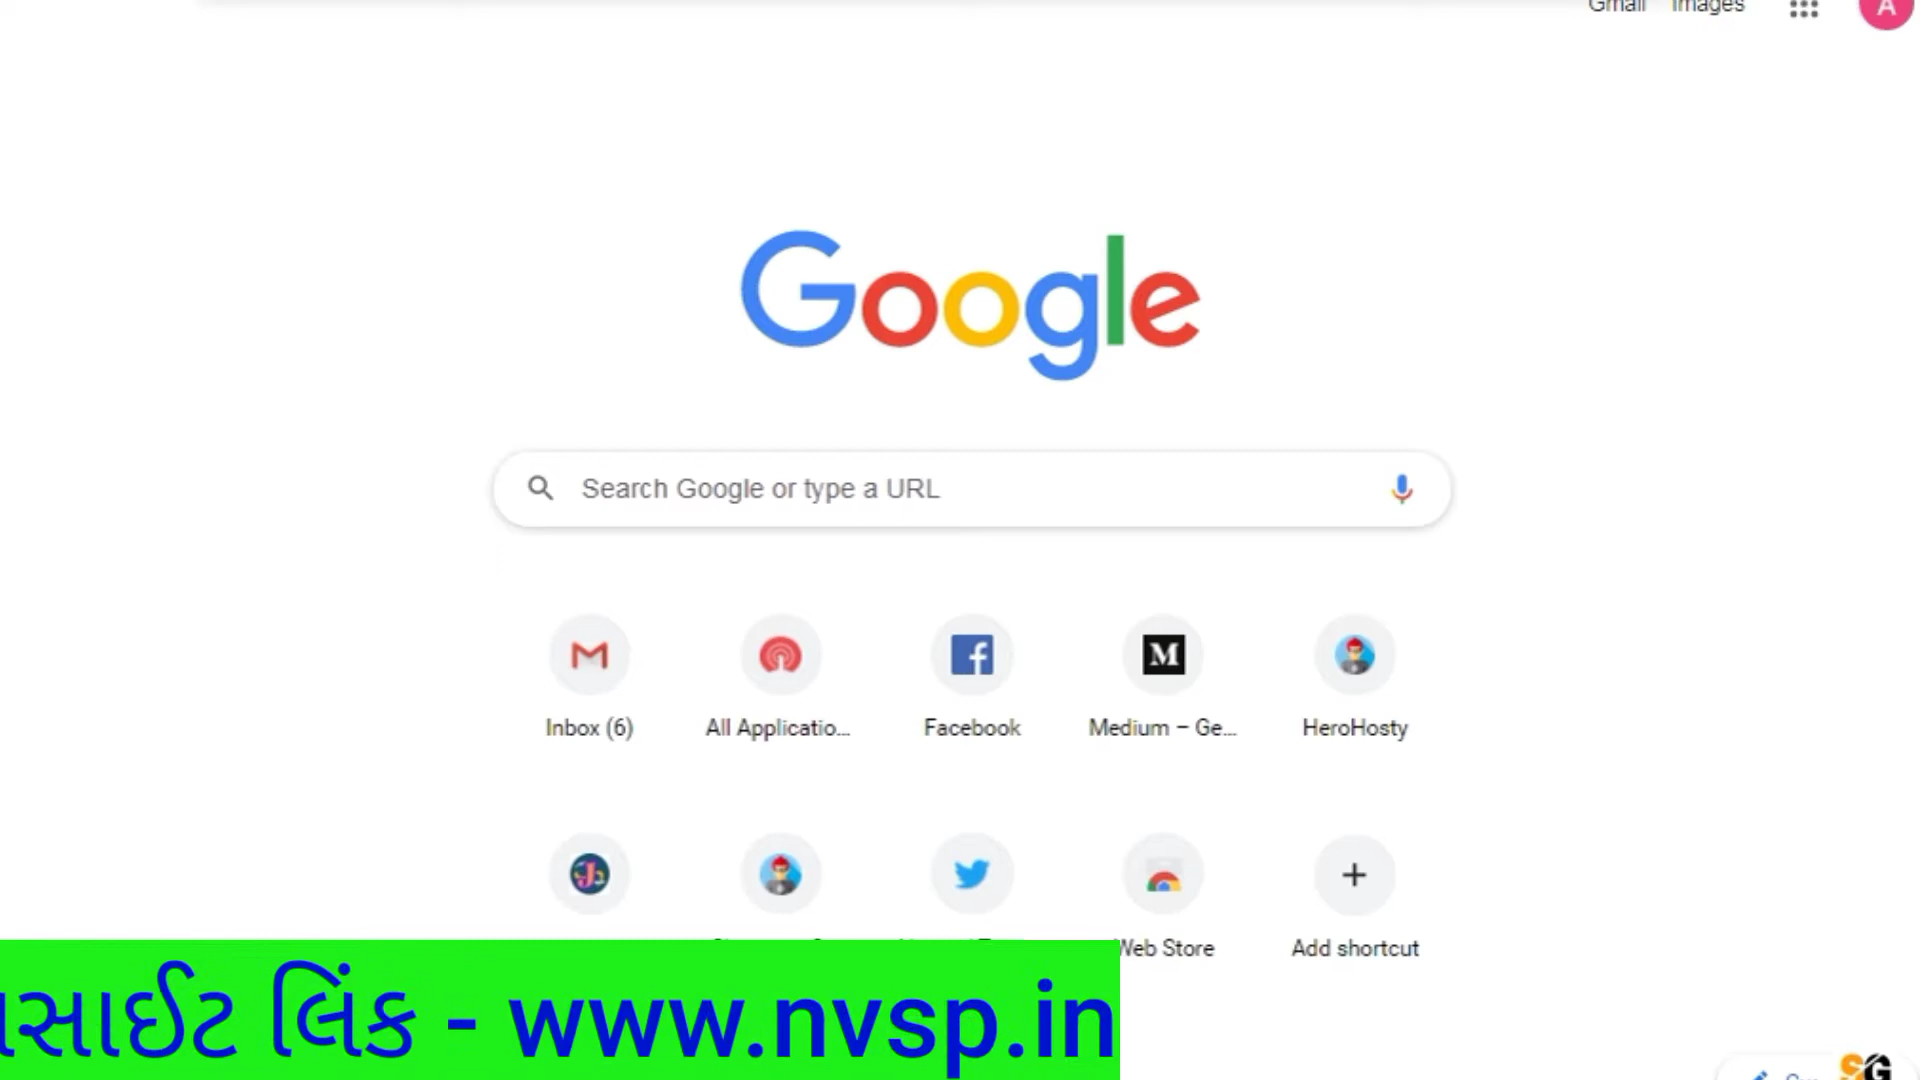 Gmail Images
A
Google
Search Google or type a URL
Inbox (6) All Applicatio... Facebook Medium – Ge... HeroHosty
Web Store Add shortcut
લિંક - www.nvsp.in
SG